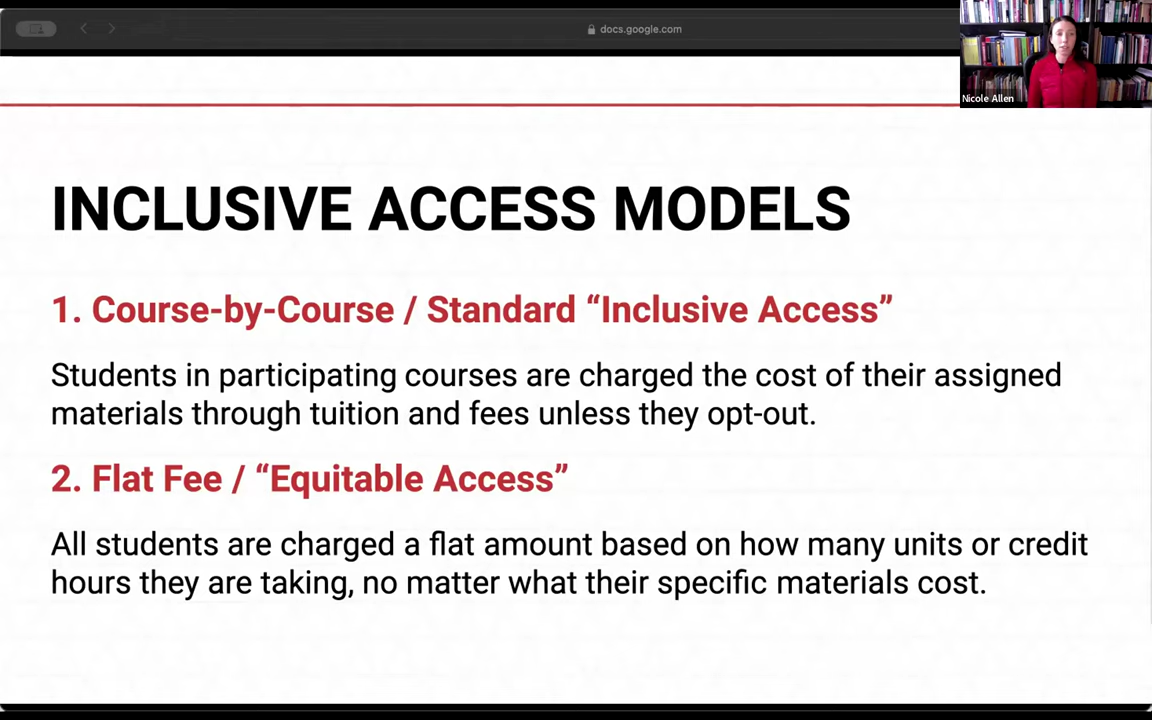 docs.google.com
Nicole Allen
INCLUSIVE ACCESS MODELS
1. Course-by-Course / Standard “Inclusive Access”
Students in participating courses are charged the cost of their assigned
materials through tuition and fees unless they opt-out.
2. Flat Fee / “Equitable Access”
All students are charged a flat amount based on how many units or credit
hours they are taking, no matter what their specific materials cost.